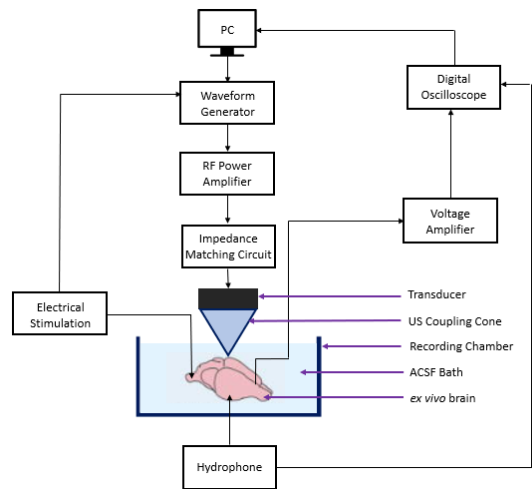 PC
Waveform
Generator
Digital
Oscilloscope
RF Power
Amplifier
Voltage
Amplifier
Impedance
Matching Circuit
Electrical
Stimulation
Transducer
US Coupling Cone
Recording Chamber
ACSF Bath
ex vivo brain
Hydrophone